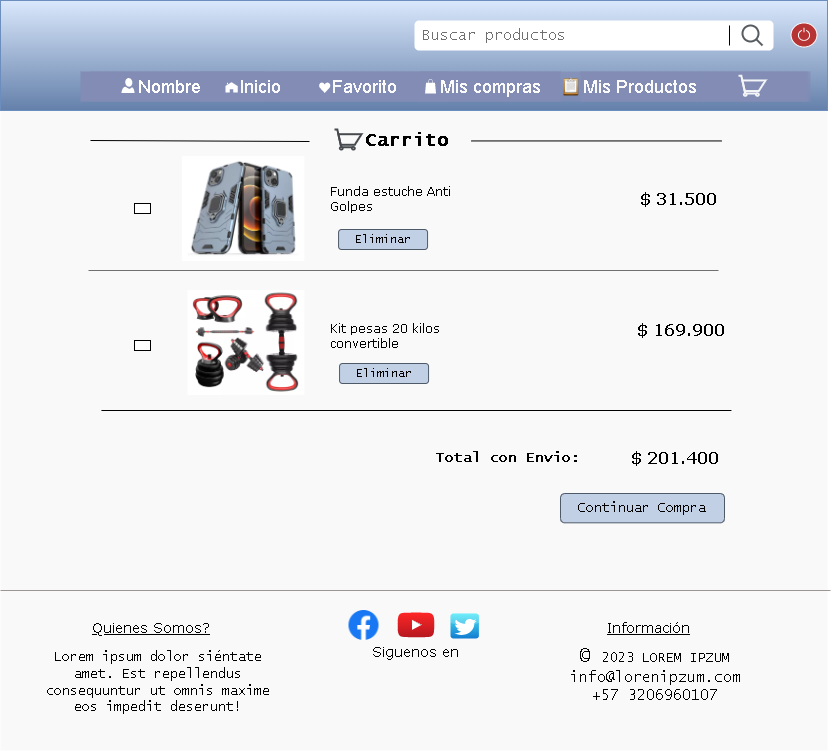 Buscar productos
Nombre Inicio Favorito Mis compras Mis Productos
Carrito
Funda estuche Anti
Golpes
$ 31.500
Eliminar
Kit pesas 20 kilos
convertible
$ 169.900
Eliminar
Total con Envio: $ 201.400
Continuar Compra
Quienes Somos?
Lorem ipsum dolor siéntate
amet. Est repellendus
consequuntur ut omnis maxime
eos impedit deserunt!
Siguenos en
Información
© 2023 LOREM IPZUM
info@lorenipzum.com
+57 3206960107